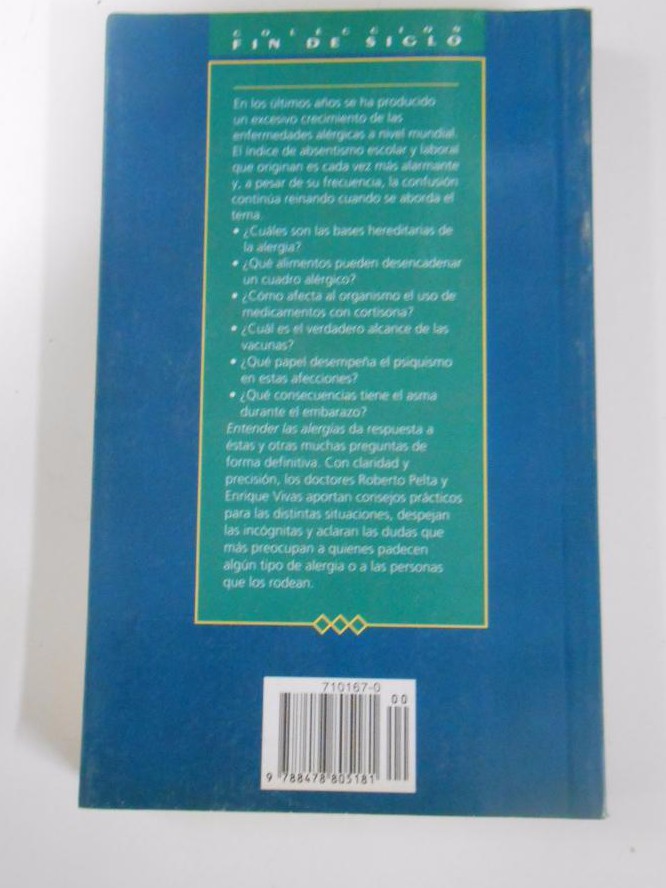 COLECCIÓN
FIN DE SIGLO
En los últimos años se ha producido
un excesivo crecimiento de las
enfermedades alérgicas a nivel mundial.
El índice de absentismo escolar y laboral
que originan es cada vez más alarmante
y, a pesar de su frecuencia, la confusión
continúa reinando cuando se aborda el
tema.
• ¿Cuáles son las bases hereditarias de
la alergia?
• ¿Qué alimentos pueden desencadenar
un cuadro alérgico?
• ¿Cómo afecta al organismo el uso de
medicamentos con cortisona?
• ¿Cuál es el verdadero alcance de las
vacunas?
• ¿Qué papel desempeña el psiquismo
en estas afecciones?
• ¿Qué consecuencias tiene el asma
durante el embarazo?
Entender las alergias da respuesta a
éstas y otras muchas preguntas de
forma definitiva. Con claridad y
precisión, los doctores Roberto Pelta y
Enrique Vivas aportan consejos prácticos
para las distintas situaciones, despejan
las incógnitas y aclaran las dudas que
más preocupan a quienes padecen
algún tipo de alergia o a las personas
que los rodean.
710167-0
00
9 788478 805181